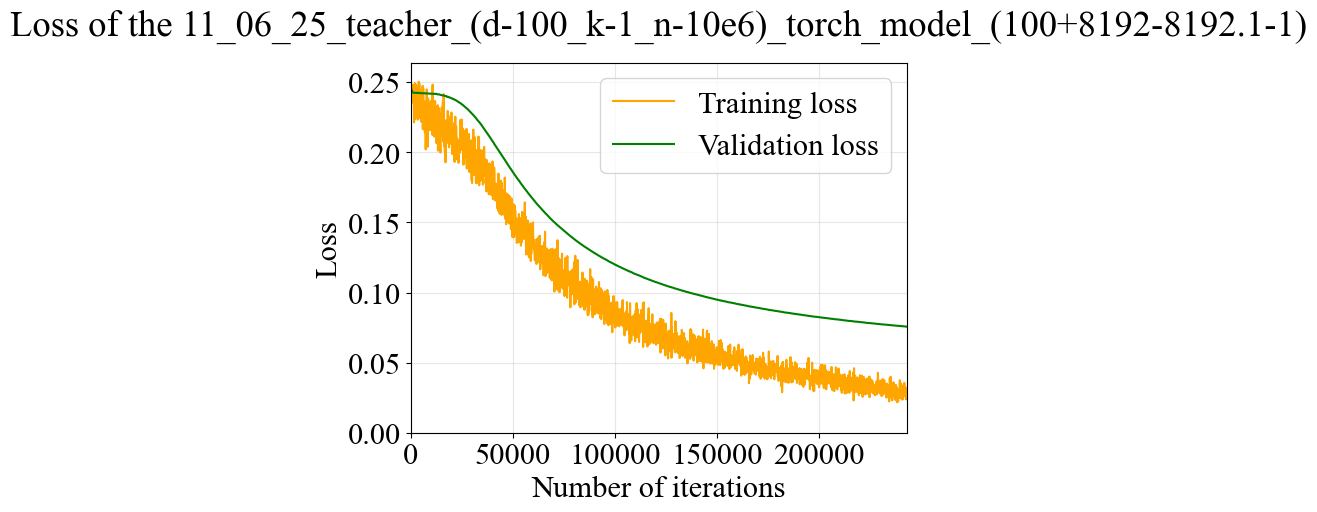 Loss of the 11_06_25_teacher_(d-100_k-1_n-10e6)_torch_model_(100+8192-8192.1-1)
0.25
0.20
0.15
0.10
0.05
0.00
Loss
Training loss
Validation loss
0 50000 100000 150000 200000
Number of iterations